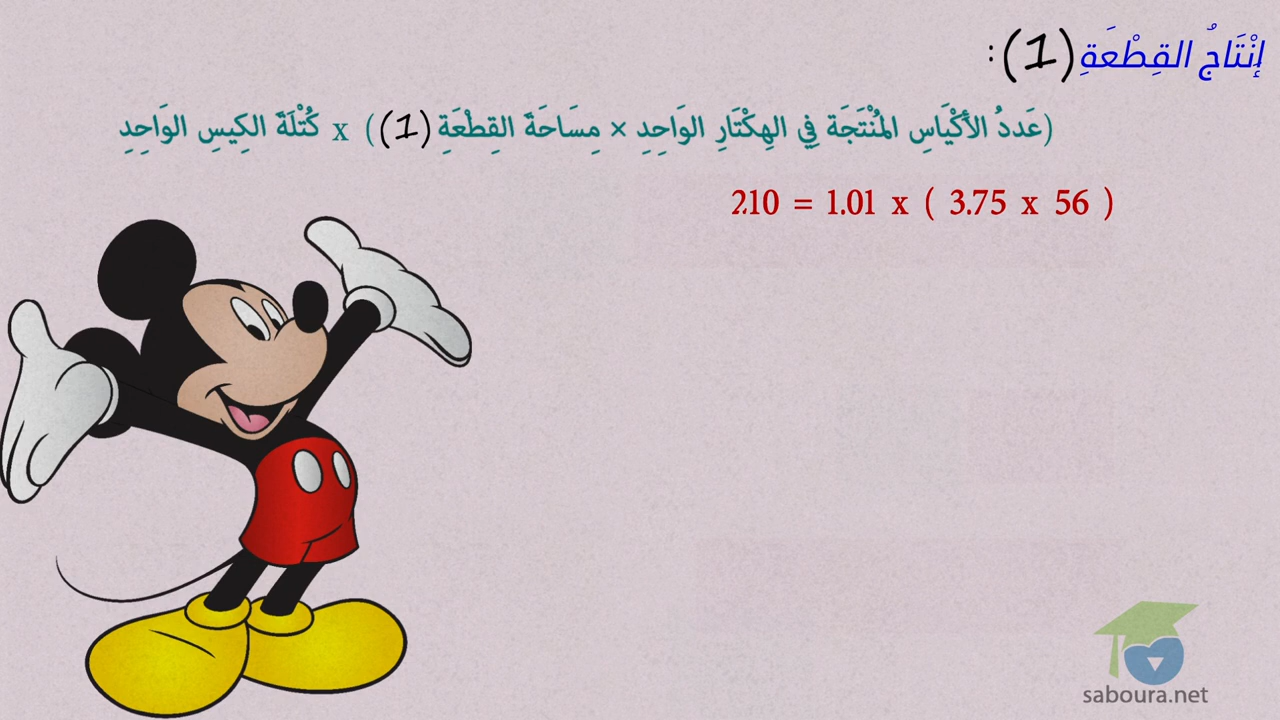 إِنْتَاجُ القِطْعَةِ (1) :
(عَددُ الأكْيَاسِ المُنْتَجَة فِي الهِكْتَارِ الوَاحِدِ × مِسَاحَةَ القِطْعَةِ (1) ) x كُتْلَةَ الكِيسِ الوَاحِدِ
210 = 1.01 x ( 3.75 x 56 )
saboura.net